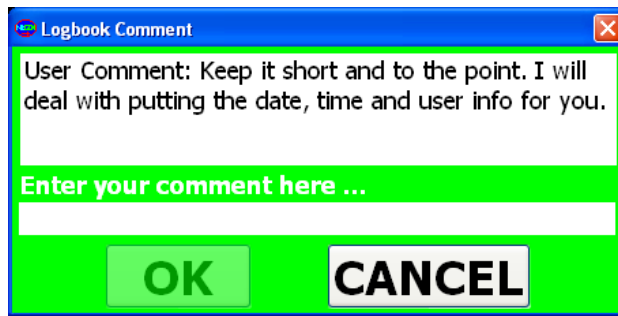 Logbook Comment
User Comment: Keep it short and to the point. I will
deal with putting the date, time and user info for you.
Enter your comment here ...
OK
CANCEL